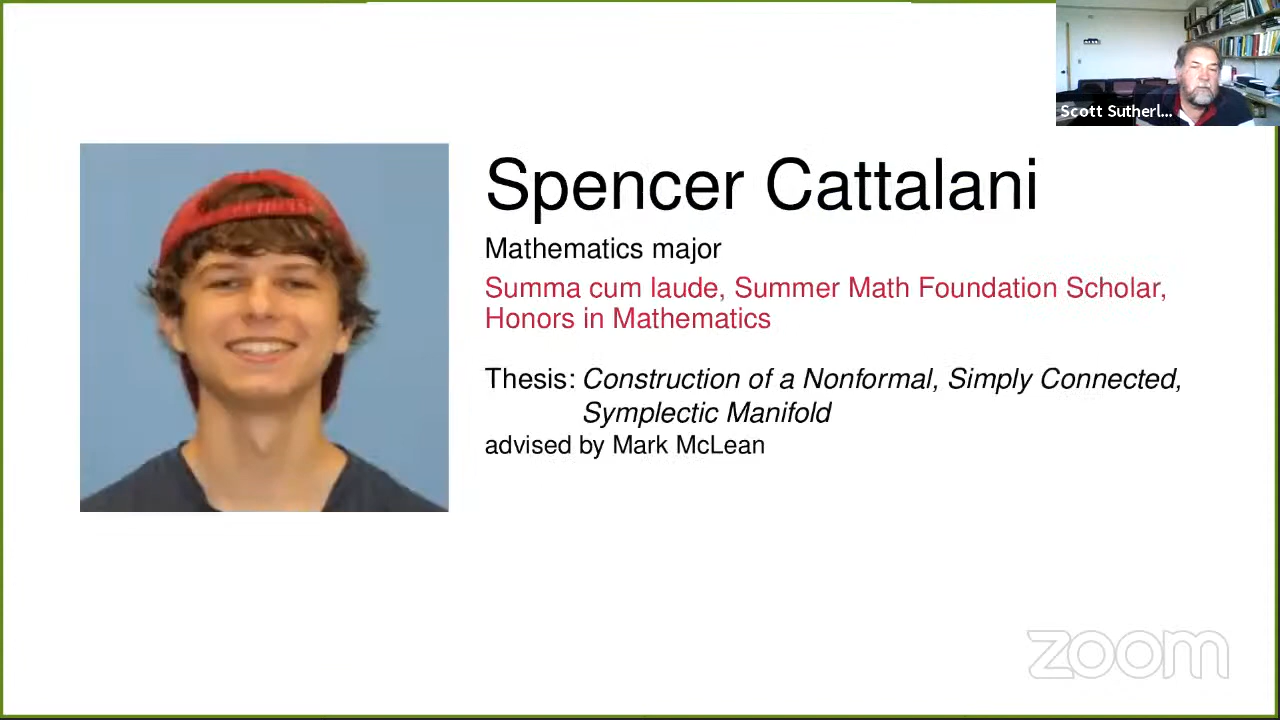 Scott Sutherl...
Spencer Cattalani
Mathematics major
Summa cum laude, Summer Math Foundation Scholar,
Honors in Mathematics
Thesis: Construction of a Nonformal, Simply Connected,
Symplectic Manifold
advised by Mark McLean
zoom